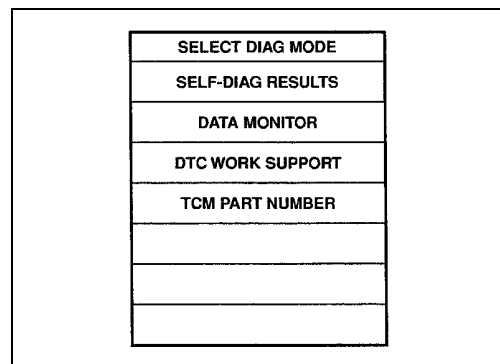 SELECT DIAG MODE
SELF-DIAG RESULTS
DATA MONITOR
DTC WORK SUPPORT
TCM PART NUMBER